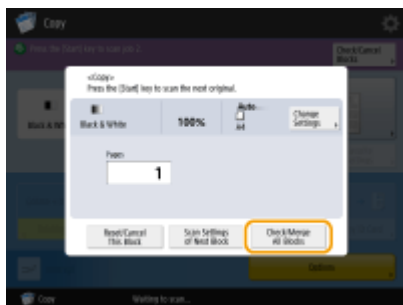 Copy
Press the [Start] key to scan job 2.
Check/Cancel
Blocks
<Copy>
Press the [Start] key to scan the next original.
Black & White
100%
Auto
A4
Change
Settings
Pages
1
Reset/Cancel
This Block
Scan Settings
of Next Block
Check/Merge
All Blocks
Options
Copy
Waiting to scan...